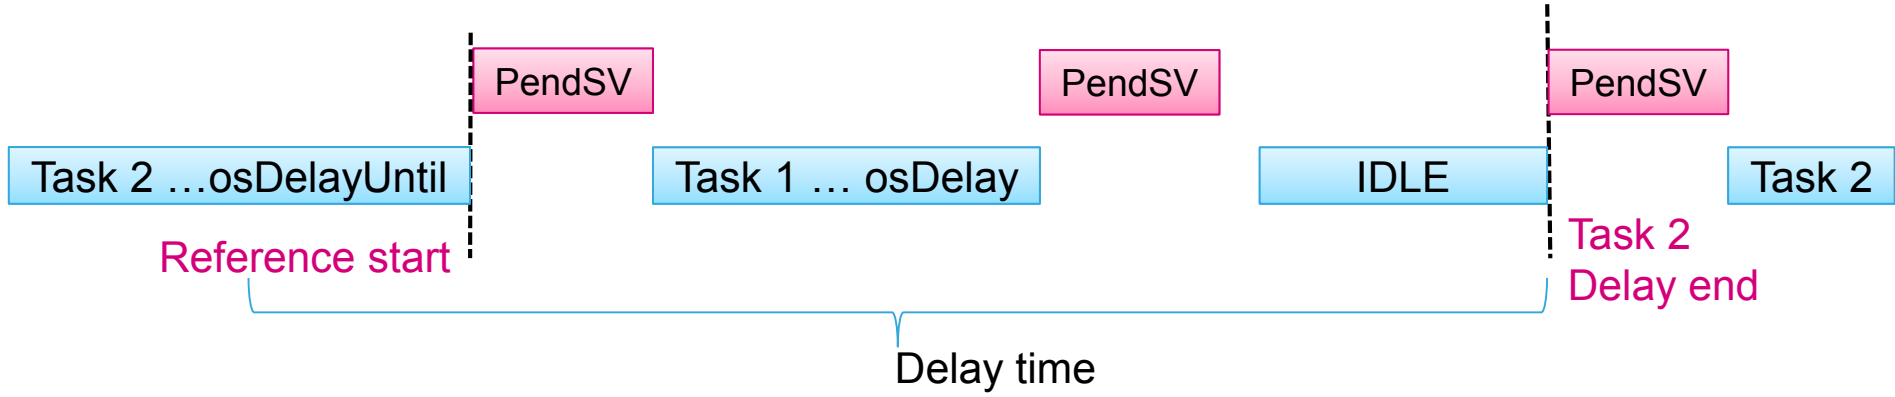 PendSV
PendSV
PendSV
Task 2 ...osDelayUntil
Task 1 ... osDelay
IDLE
Task 2
Reference start
Task 2
Delay end
Delay time